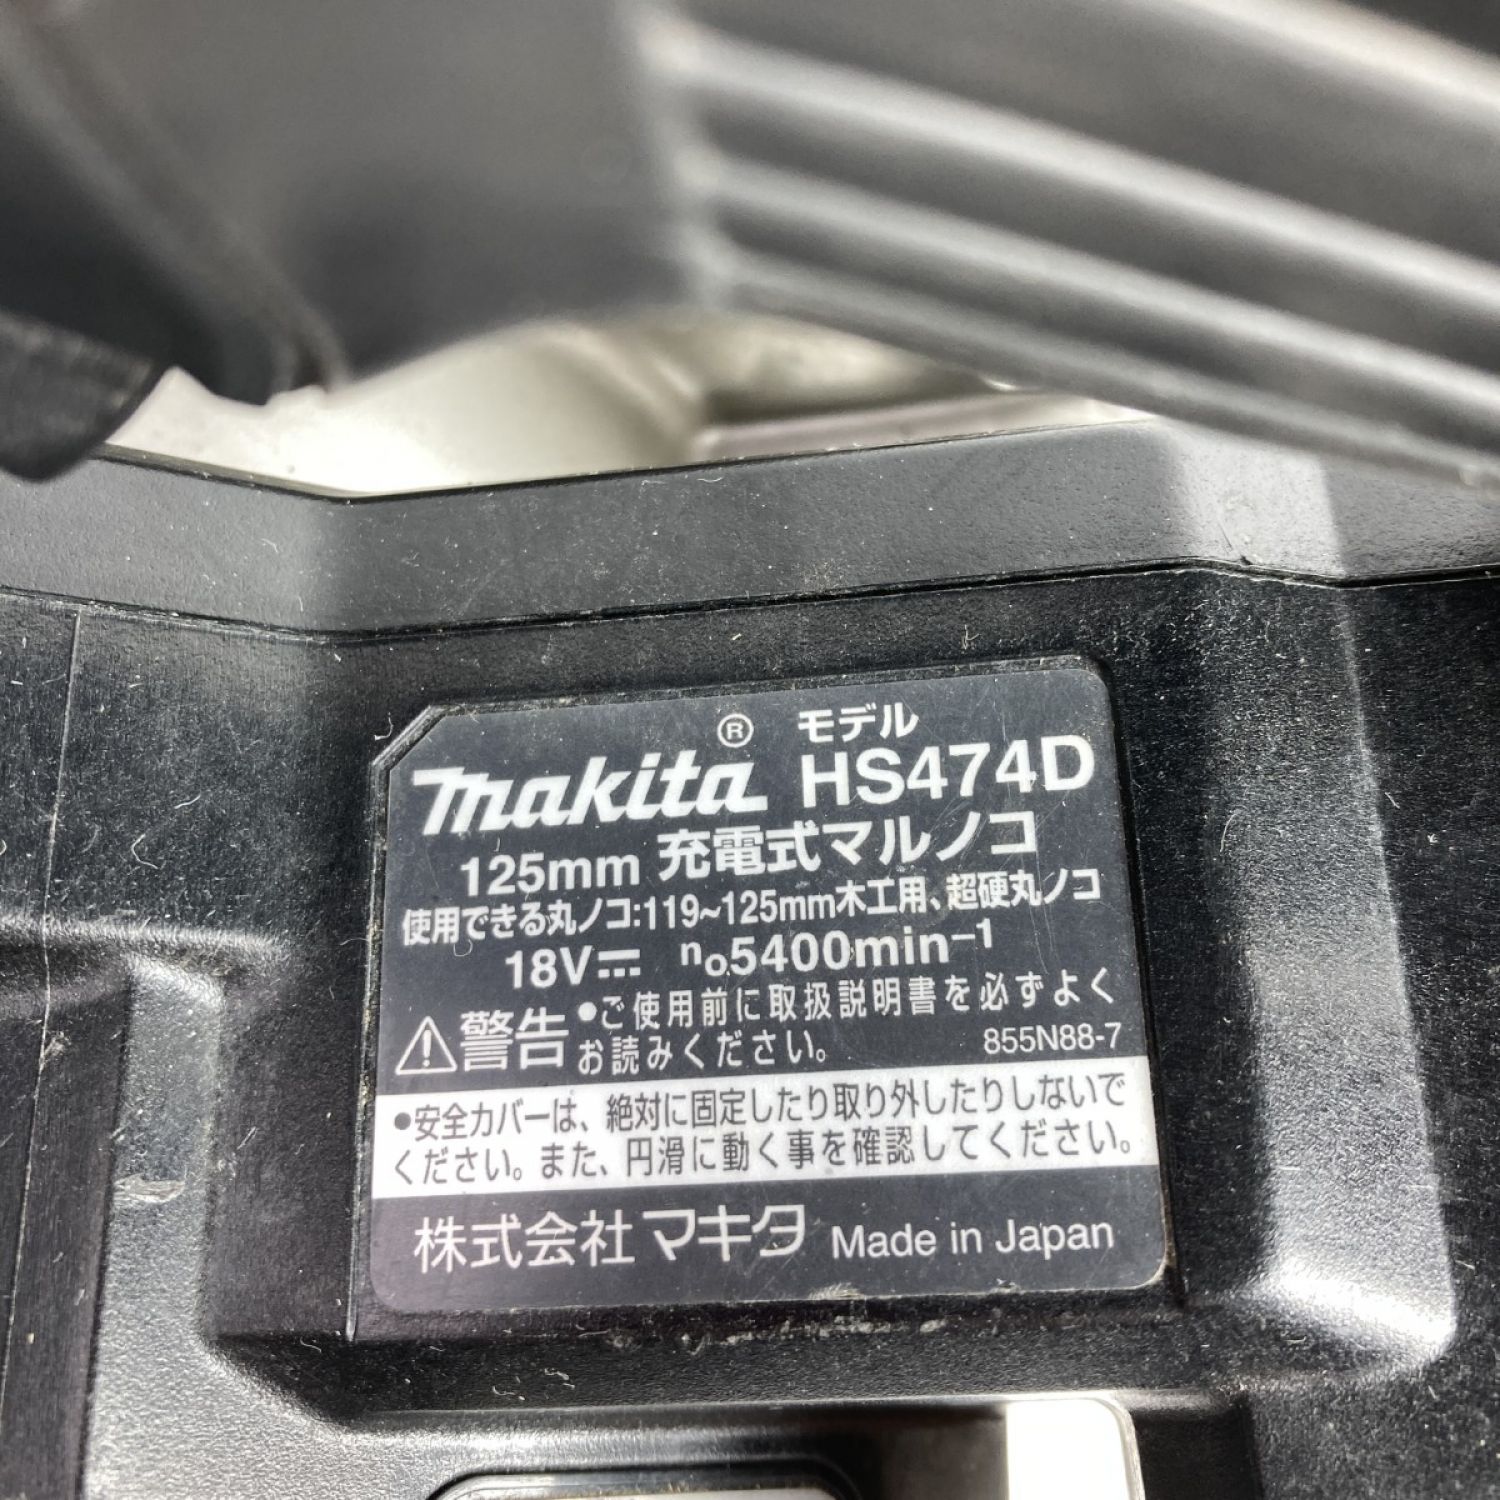 モデル
makita® HS474D
125mm 充電式マルノコ
使用できる丸ノコ:119~125mm木工用、超硬丸ノコ
18V⎓ no5400min⁻¹
⚠警告 •ご使用前に取扱説明書を必ずよく
お読みください。 855N88-7
•安全カバーは、絶対に固定したり取り外したりしないで
ください。また、円滑に動く事を確認してください。
株式会社マキタ Made in Japan